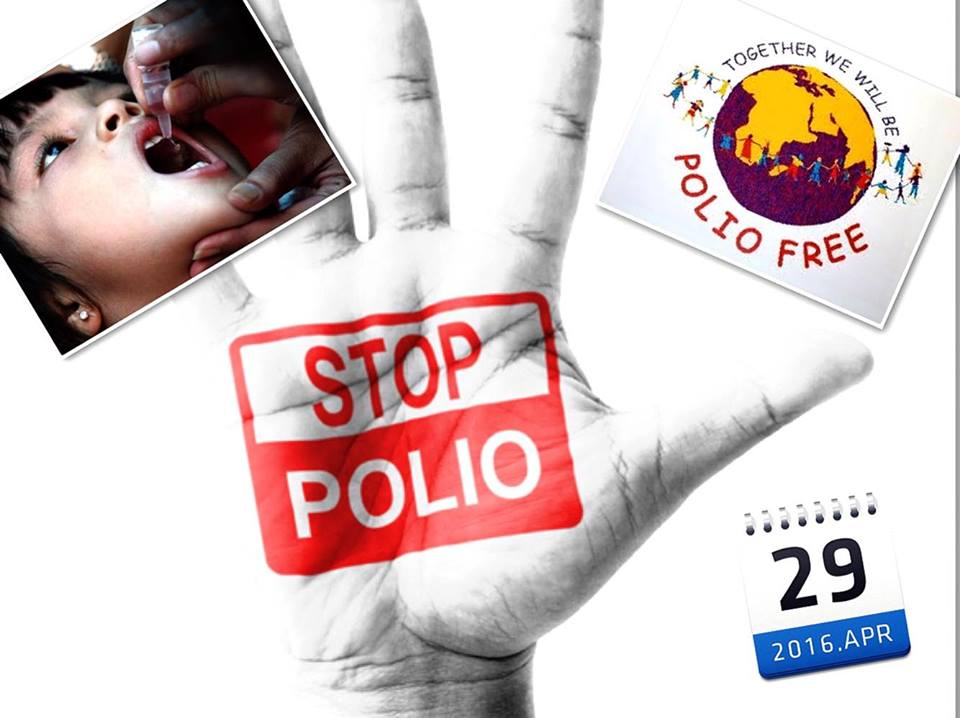 TOGETHER WE WILL BE
POLIO FREE
STOP
POLIO
29
2016.APR